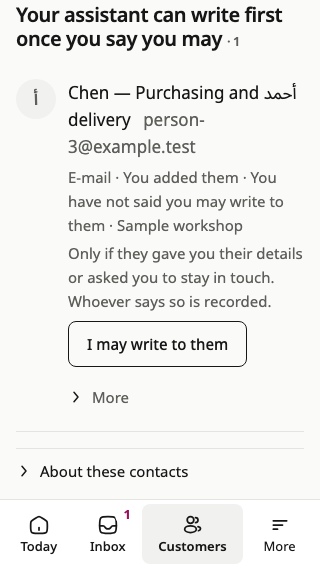 Your assistant can write first
once you say you may · 1
أ
Chen — Purchasing and أحمد
delivery person-
3@example.test
E-mail · You added them · You
have not said you may write to
them · Sample workshop
Only if they gave you their details
or asked you to stay in touch.
Whoever says so is recorded.
I may write to them
More
About these contacts
1
Today Inbox Customers More